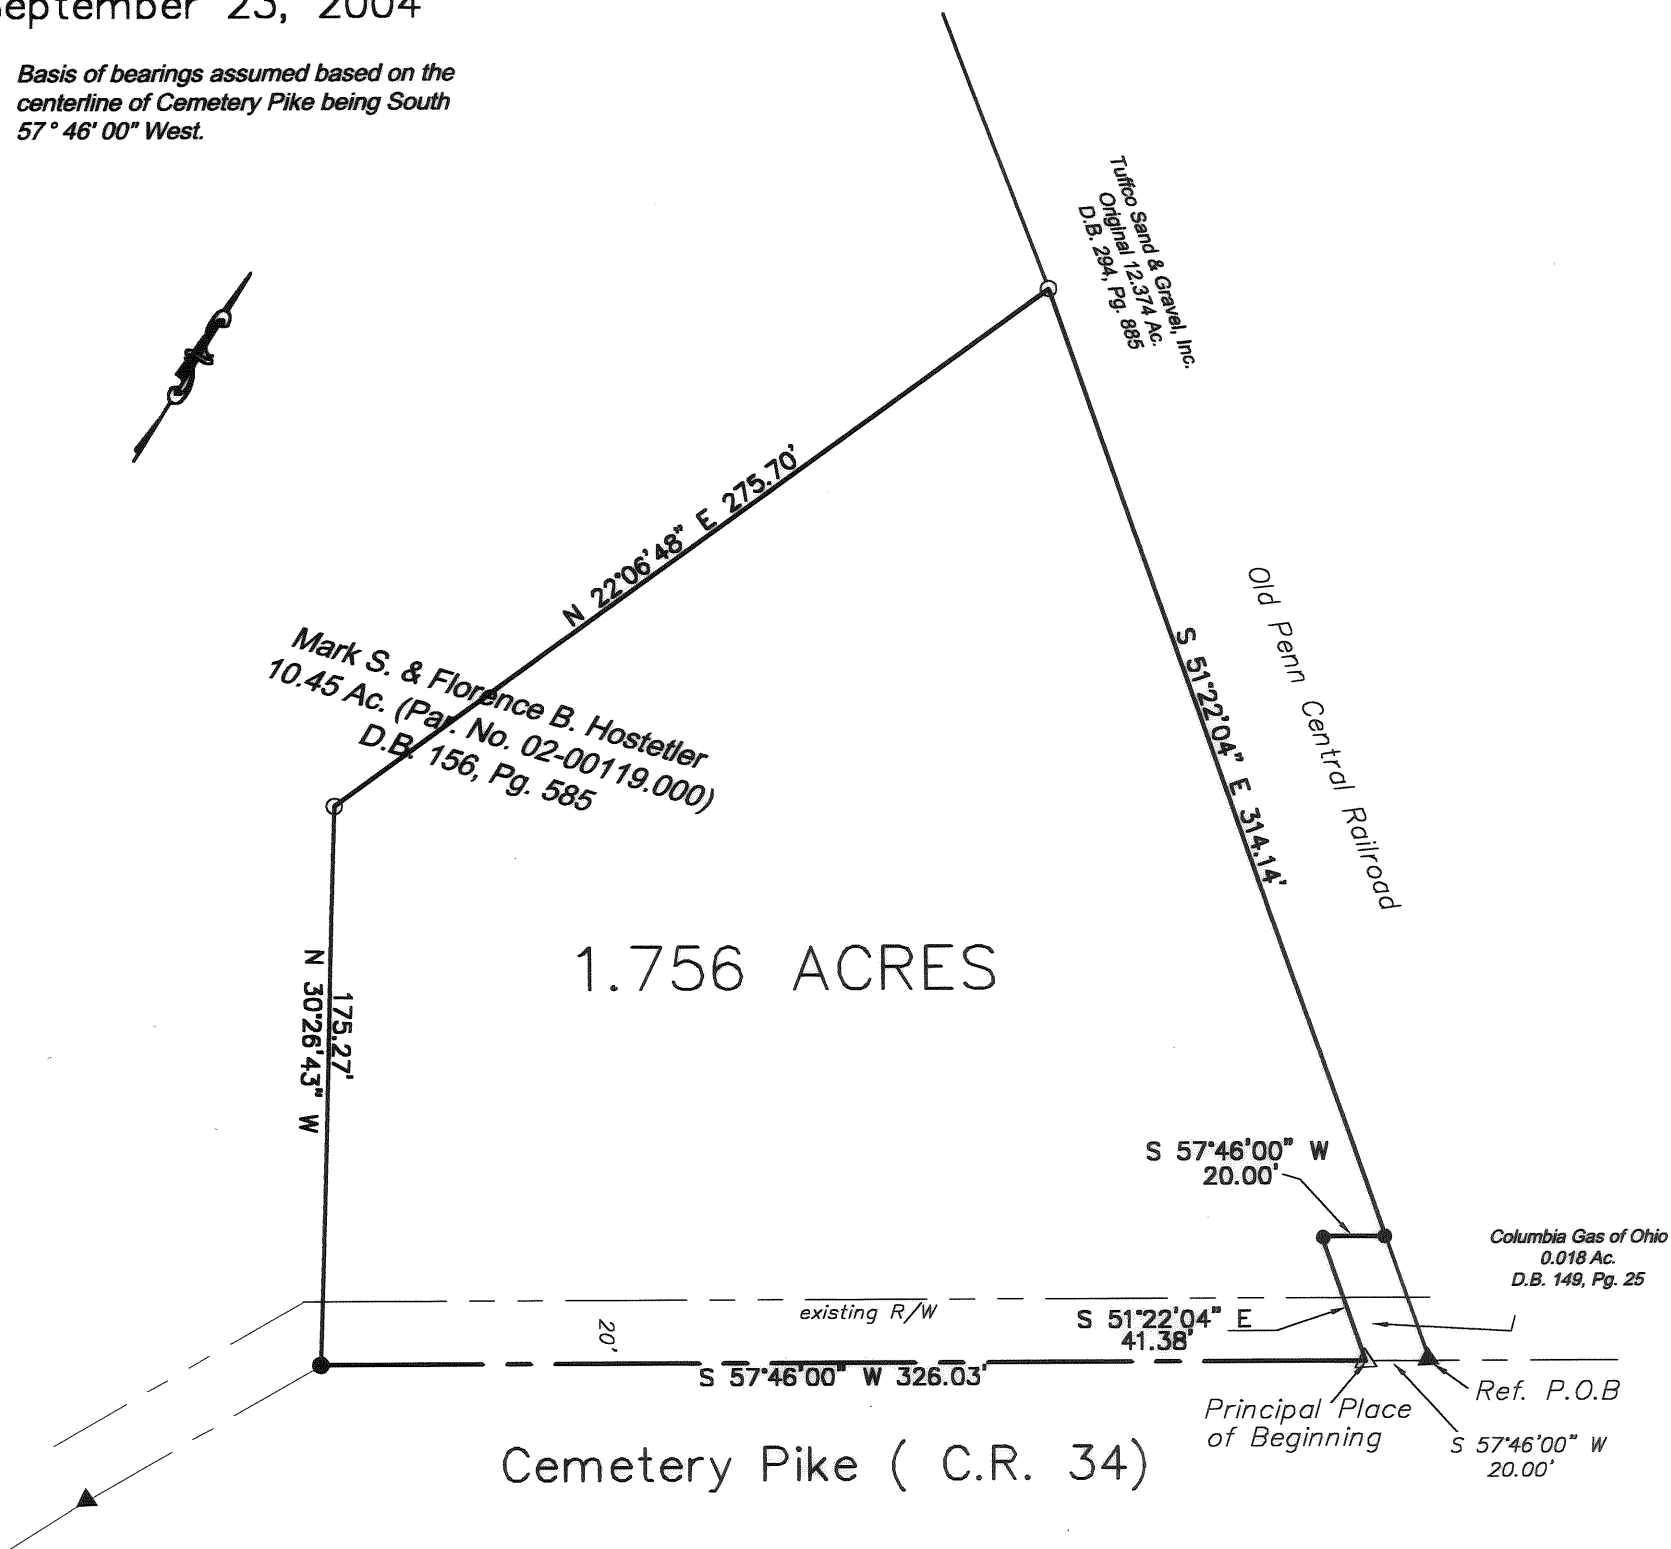 September 23, 2004
Basis of bearings assumed based on the
centerline of Cemetery Pike being South
57° 46' 00" West.
Tuffco Sand & Gravel, Inc.
Original 12.374 Ac.
D.B. 294, Pg. 885
N 22°06'48" E 275.70'
Old Penn Central Railroad
S 51°22'04" E 314.14'
Mark S. & Florence B. Hostetler
10.45 Ac. (Par. No. 02-00119.000)
D.B. 156, Pg. 585
1.756 ACRES
175.27'
N 30°26'43" W
S 57°46'00" W
20.00'
Columbia Gas of Ohio
0.018 Ac.
D.B. 149, Pg. 25
existing R/W
20'
S 51°22'04" E
41.38'
S 57°46'00" W 326.03'
Ref. P.O.B
Principal Place
of Beginning
S 57°46'00" W
20.00'
Cemetery Pike ( C.R. 34)